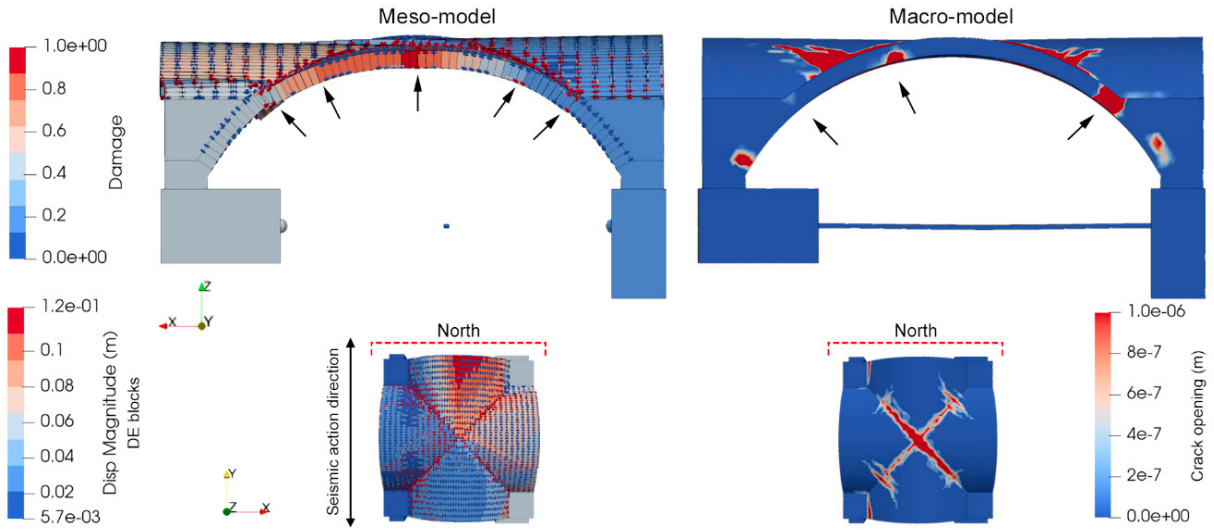 Meso-model
Macro-model
1.0e+00
0.8
0.6
0.4
0.2
0.0e+00
Damage
Z
X
Y
1.2e-01
0.1
0.08
0.06
0.04
0.02
5.7e-03
Disp Magnitude (m)
DE blocks
Y
Z
X
North
Seismic action direction
North
1.0e-06
8e-7
6e-7
4e-7
2e-7
0.0e+00
Crack opening (m)